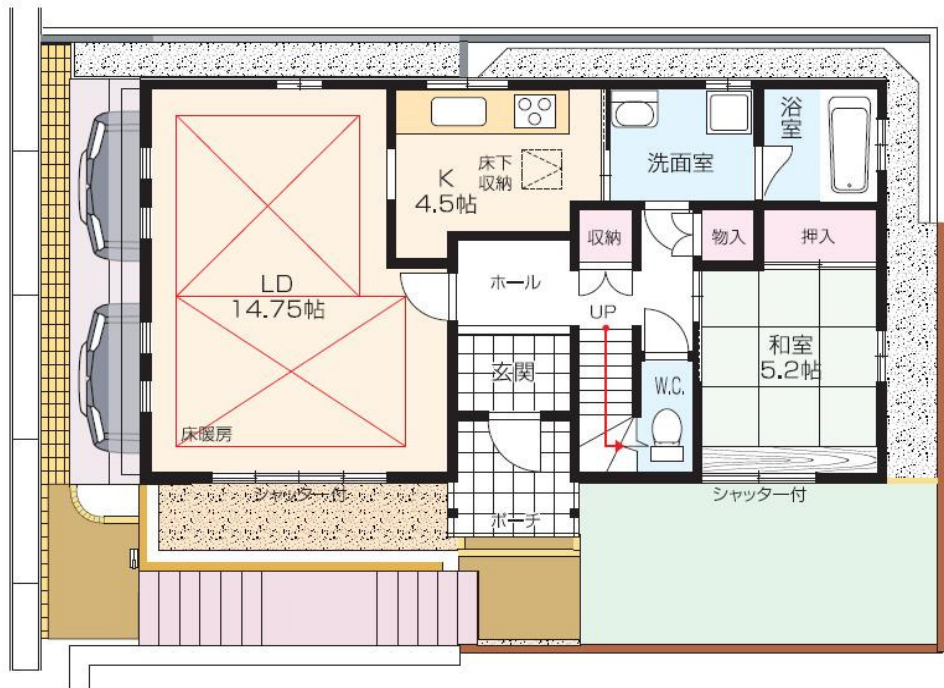 浴室
洗面室
K
4.5帖
床下
収納
収納
物入
押入
ホール
LD
14.75帖
UP
和室
5.2帖
玄関
W.C.
床暖房
シャッター付
ポーチ
シャッター付